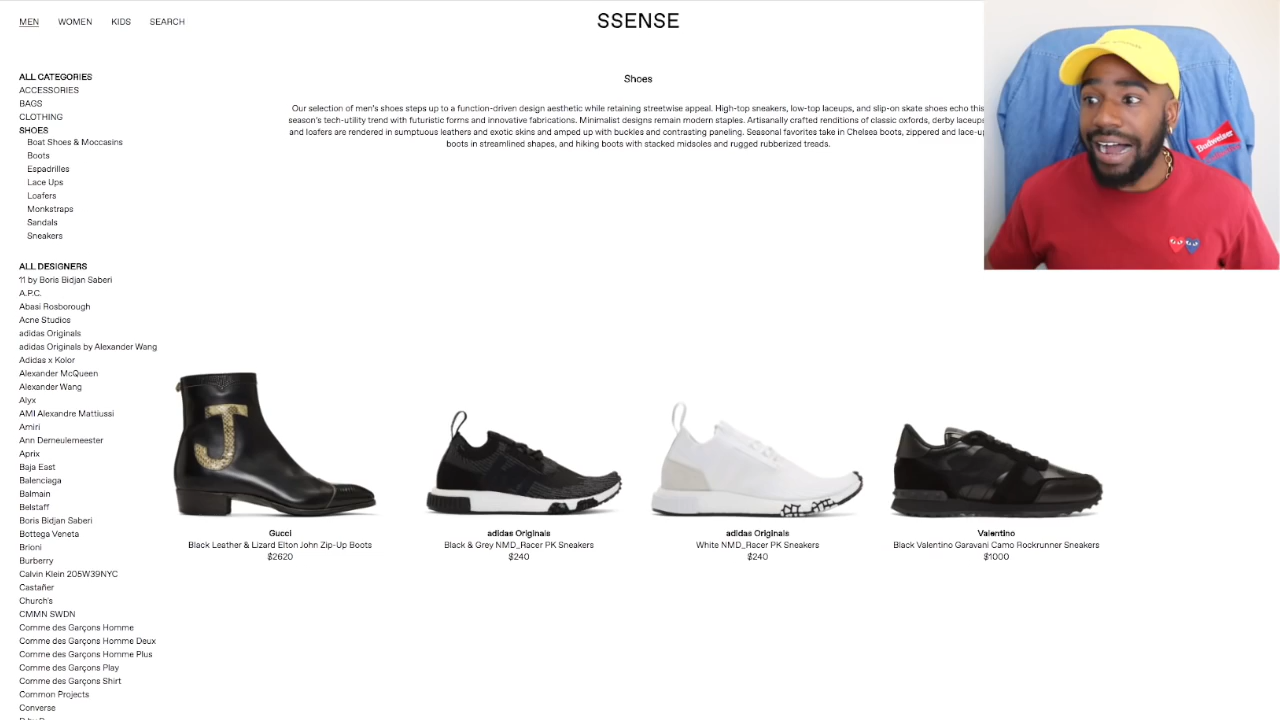 MEN WOMEN KIDS SEARCH
SSENSE
ALL CATEGORIES
ACCESSORIES
BAGS
CLOTHING
SHOES
Boat Shoes & Moccasins
Boots
Espadrilles
Lace Ups
Loafers
Monkstraps
Sandals
Sneakers
ALL DESIGNERS
11 by Boris Bidjan Saberi
A.P.C.
Abasi Rosborough
Acne Studios
adidas Originals
adidas Originals by Alexander Wang
Adidas x Kolor
Alexander McQueen
Alexander Wang
Alyx
AMI Alexandre Mattiussi
Amiri
Ann Demeulemeester
Aprix
Baja East
Balenciaga
Balmain
Belstaff
Boris Bidjan Saberi
Bottega Veneta
Brioni
Burberry
Calvin Klein 205W39NYC
Castañer
Church's
CMMN SWDN
Comme des Garçons Homme
Comme des Garçons Homme Deux
Comme des Garçons Homme Plus
Comme des Garçons Play
Comme des Garçons Shirt
Common Projects
Converse
Shoes
Our selection of men's shoes steps up to a function-driven design aesthetic while retaining streetwise appeal. High-top sneakers, low-top laceups, and slip-on skate shoes echo this
season's tech-utility trend with futuristic forms and innovative fabrications. Minimalist designs remain modern staples. Artisanally crafted renditions of classic oxfords, derby laceups
and loafers are rendered in sumptuous leathers and exotic skins and amped up with buckles and contrasting paneling. Seasonal favorites take in Chelsea boots, zippered and lace-up
boots in streamlined shapes, and hiking boots with stacked midsoles and rugged rubberized treads.
J
Gucci
Black Leather & Lizard Elton John Zip-Up Boots
$2620
adidas Originals
Black & Grey NMD_Racer PK Sneakers
$240
adidas Originals
White NMD_Racer PK Sneakers
$240
Valentino
Black Valentino Garavani Camo Rockrunner Sneakers
$1000
Budweiser